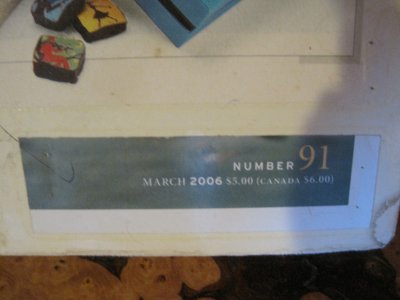 NUMBER 91
MARCH 2006 $5.00 (CANADA $6.00)